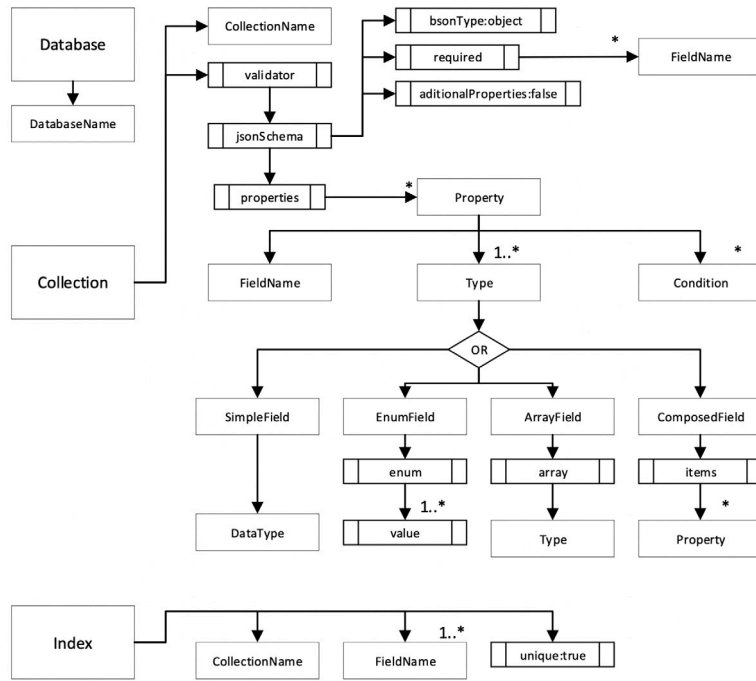 Database
DatabaseName
CollectionName
validator
jsonSchema
properties
bsonType:object
required
*
FieldName
aditionalProperties:false
*
Property
Collection
FieldName
1..*
Type
*
Condition
OR
SimpleField
EnumField
ArrayField
ComposedField
enum
array
items
1..*
*
DataType
value
Type
Property
Index
CollectionName
1..*
FieldName
unique:true